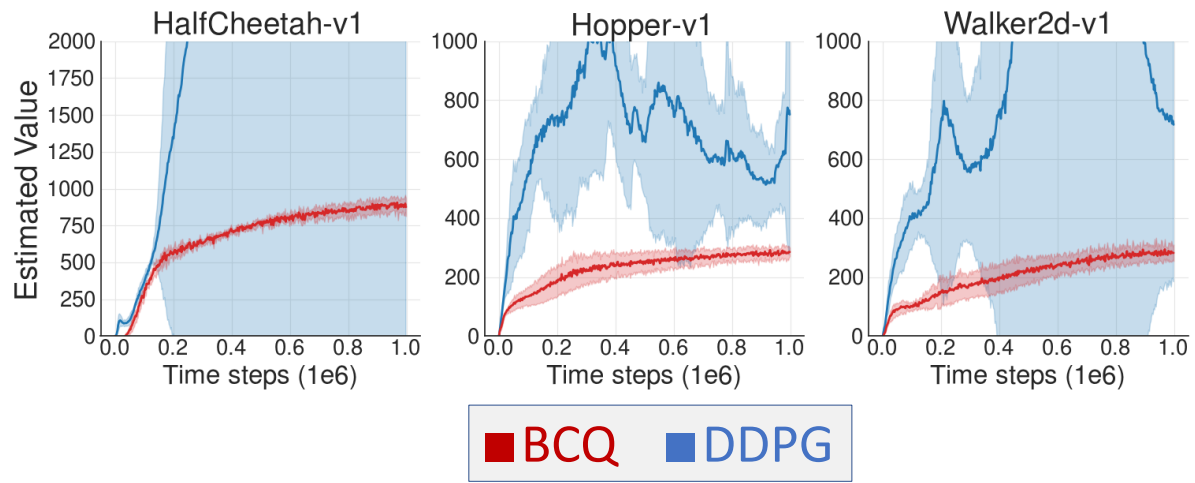 HalfCheetah-v1
2000
1750
1500
1250
1000
750
500
250
0
Estimated Value
0.0 0.2 0.4 0.6 0.8 1.0
Time steps (1e6)
Hopper-v1
1000
800
600
400
200
0
0.0 0.2 0.4 0.6 0.8 1.0
Time steps (1e6)
Walker2d-v1
1000
800
600
400
200
0
0.0 0.2 0.4 0.6 0.8 1.0
Time steps (1e6)
BCQ DDPG